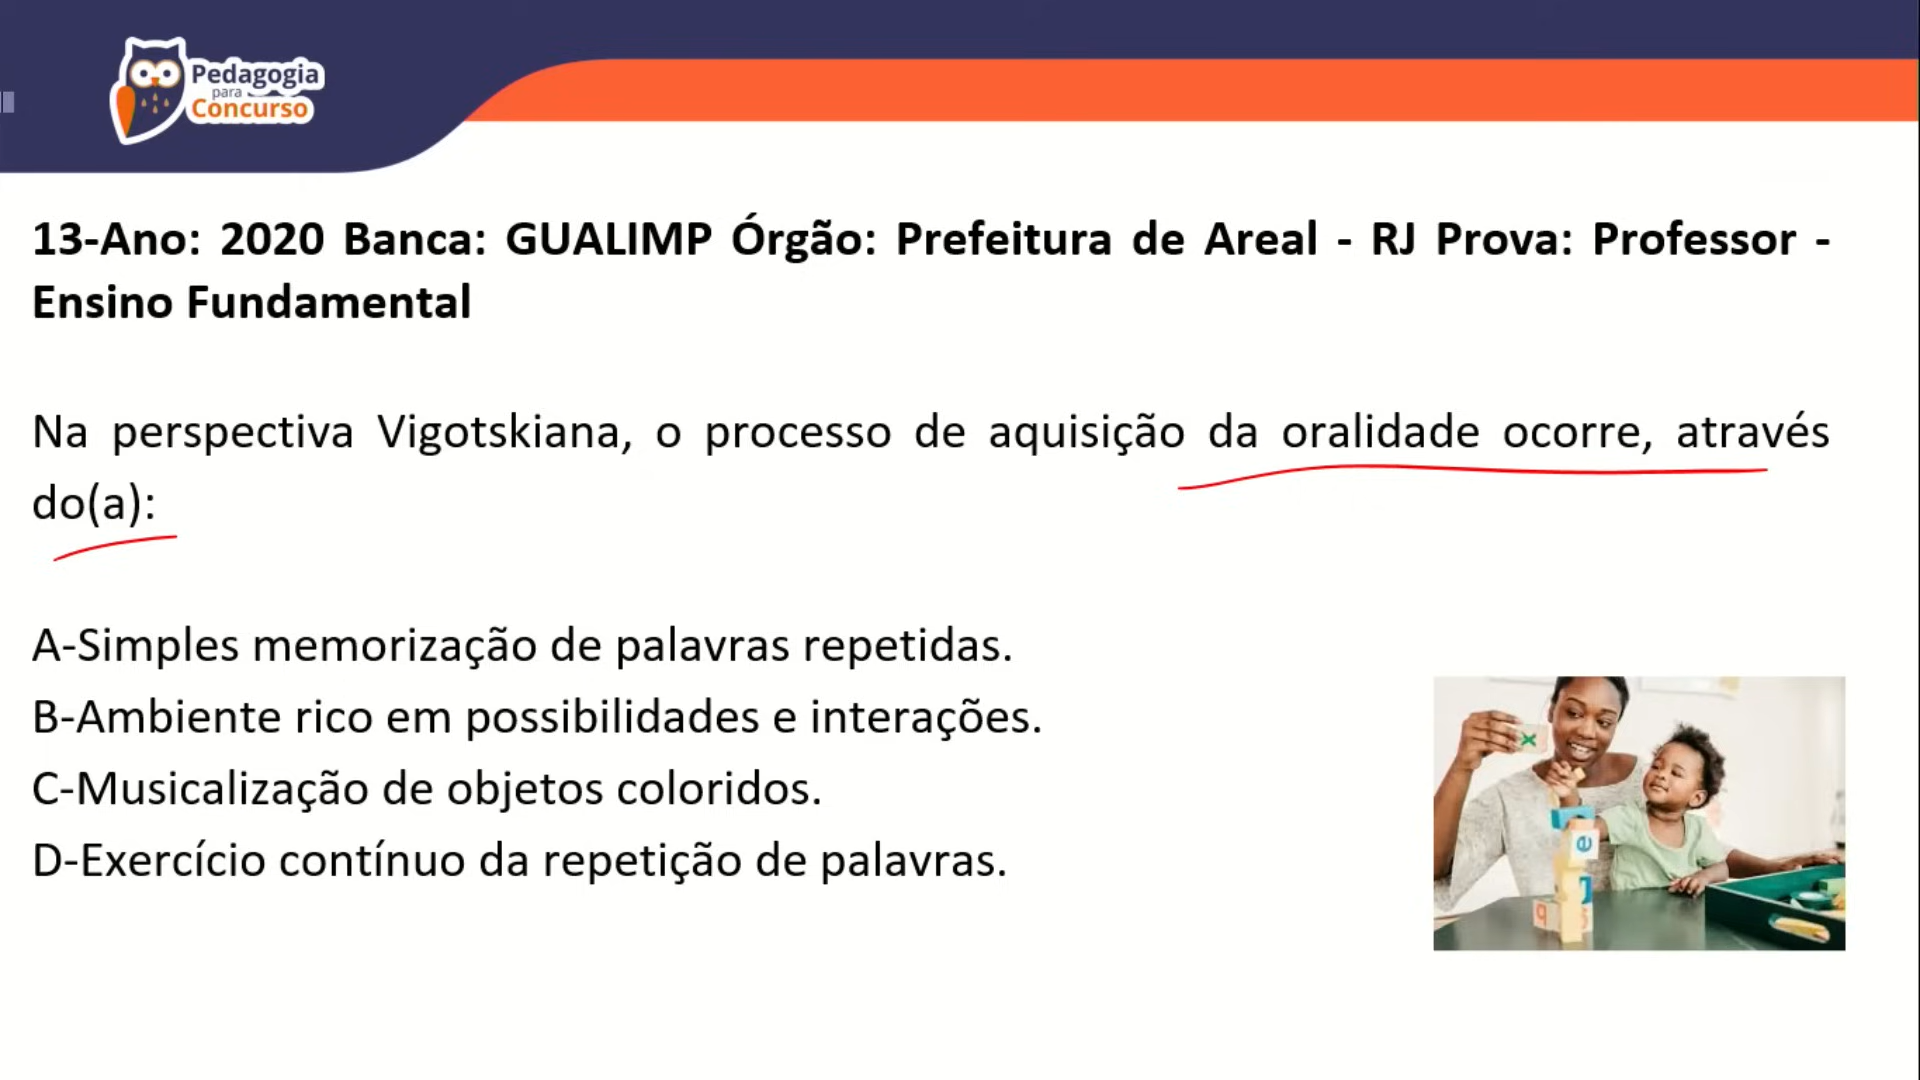 Pedagogia
para
Concurso
13-Ano: 2020 Banca: GUALIMP Órgão: Prefeitura de Areal - RJ Prova: Professor -
Ensino Fundamental
Na perspectiva Vigotskiana, o processo de aquisição da oralidade ocorre, através
do(a):
A-Simples memorização de palavras repetidas.
B-Ambiente rico em possibilidades e interações.
C-Musicalização de objetos coloridos.
D-Exercício contínuo da repetição de palavras.
x
e
q